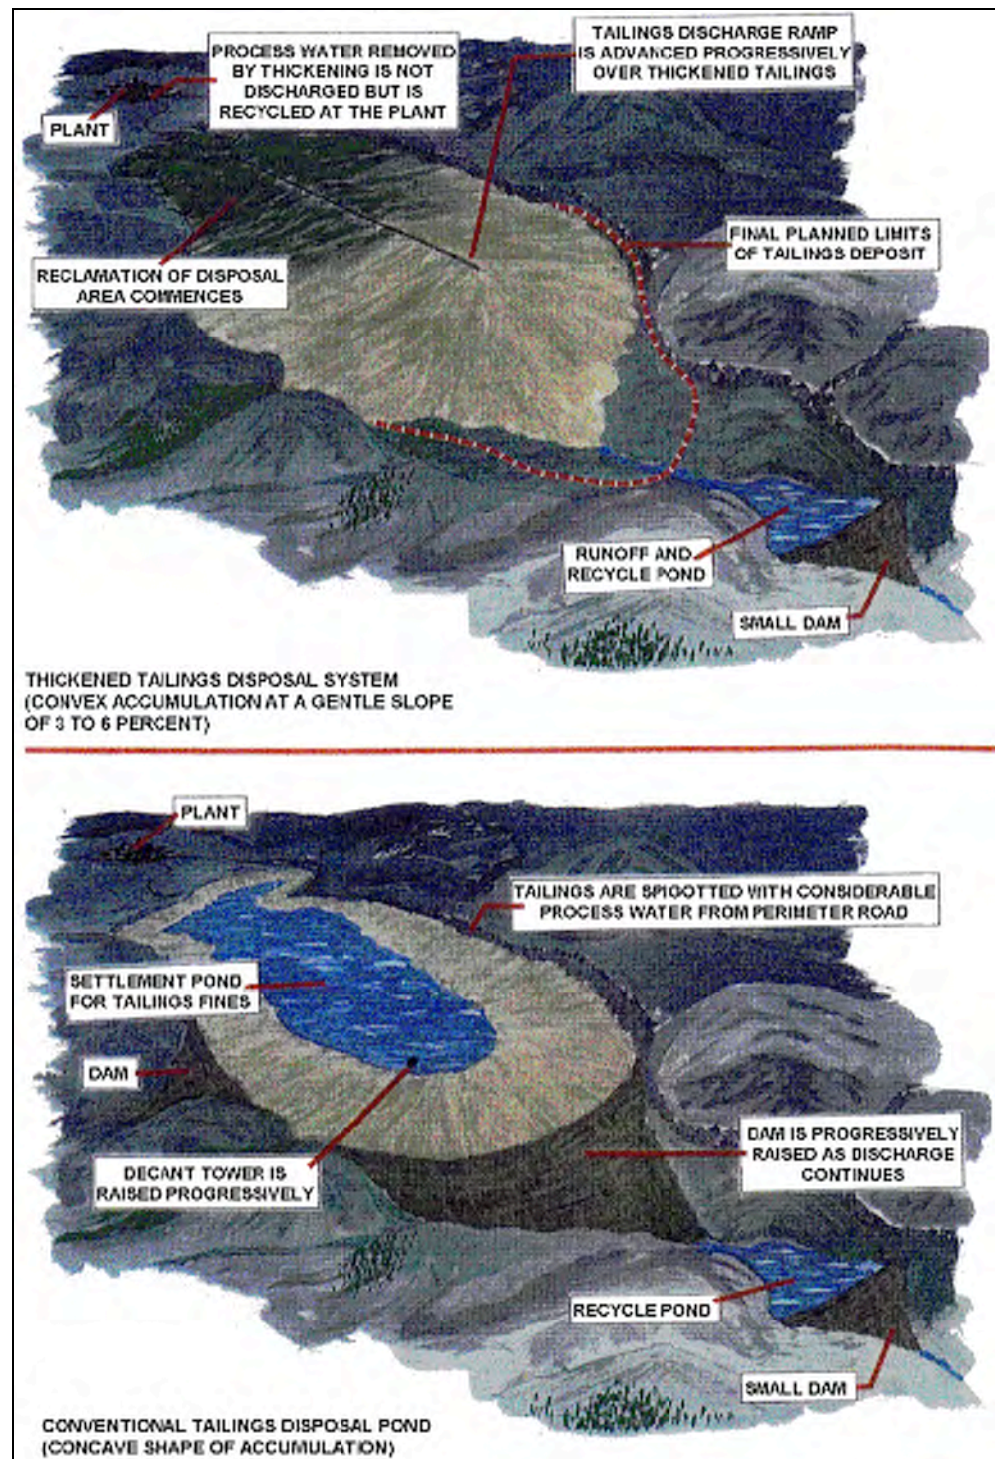 PROCESS WATER REMOVED
BY THICKENING IS NOT
DISCHARGED BUT IS
RECYCLED AT THE PLANT
TAILINGS DISCHARGE RAMP
IS ADVANCED PROGRESSIVELY
OVER THICKENED TAILINGS
PLANT
FINAL PLANNED LIMITS
OF TAILINGS DEPOSIT
RECLAMATION OF DISPOSAL
AREA COMMENCES
RUNOFF AND
RECYCLE POND
SMALL DAM
THICKENED TAILINGS DISPOSAL SYSTEM
(CONVEX ACCUMULATION AT A GENTLE SLOPE
OF 3 TO 6 PERCENT)
PLANT
TAILINGS ARE SPIGOTTED WITH CONSIDERABLE
PROCESS WATER FROM PERIMETER ROAD
SETTLEMENT POND
FOR TAILINGS FINES
DAM
DAM IS PROGRESSIVELY
RAISED AS DISCHARGE
CONTINUES
DECANT TOWER IS
RAISED PROGRESSIVELY
RECYCLE POND
SMALL DAM
CONVENTIONAL TAILINGS DISPOSAL POND
(CONCAVE SHAPE OF ACCUMULATION)